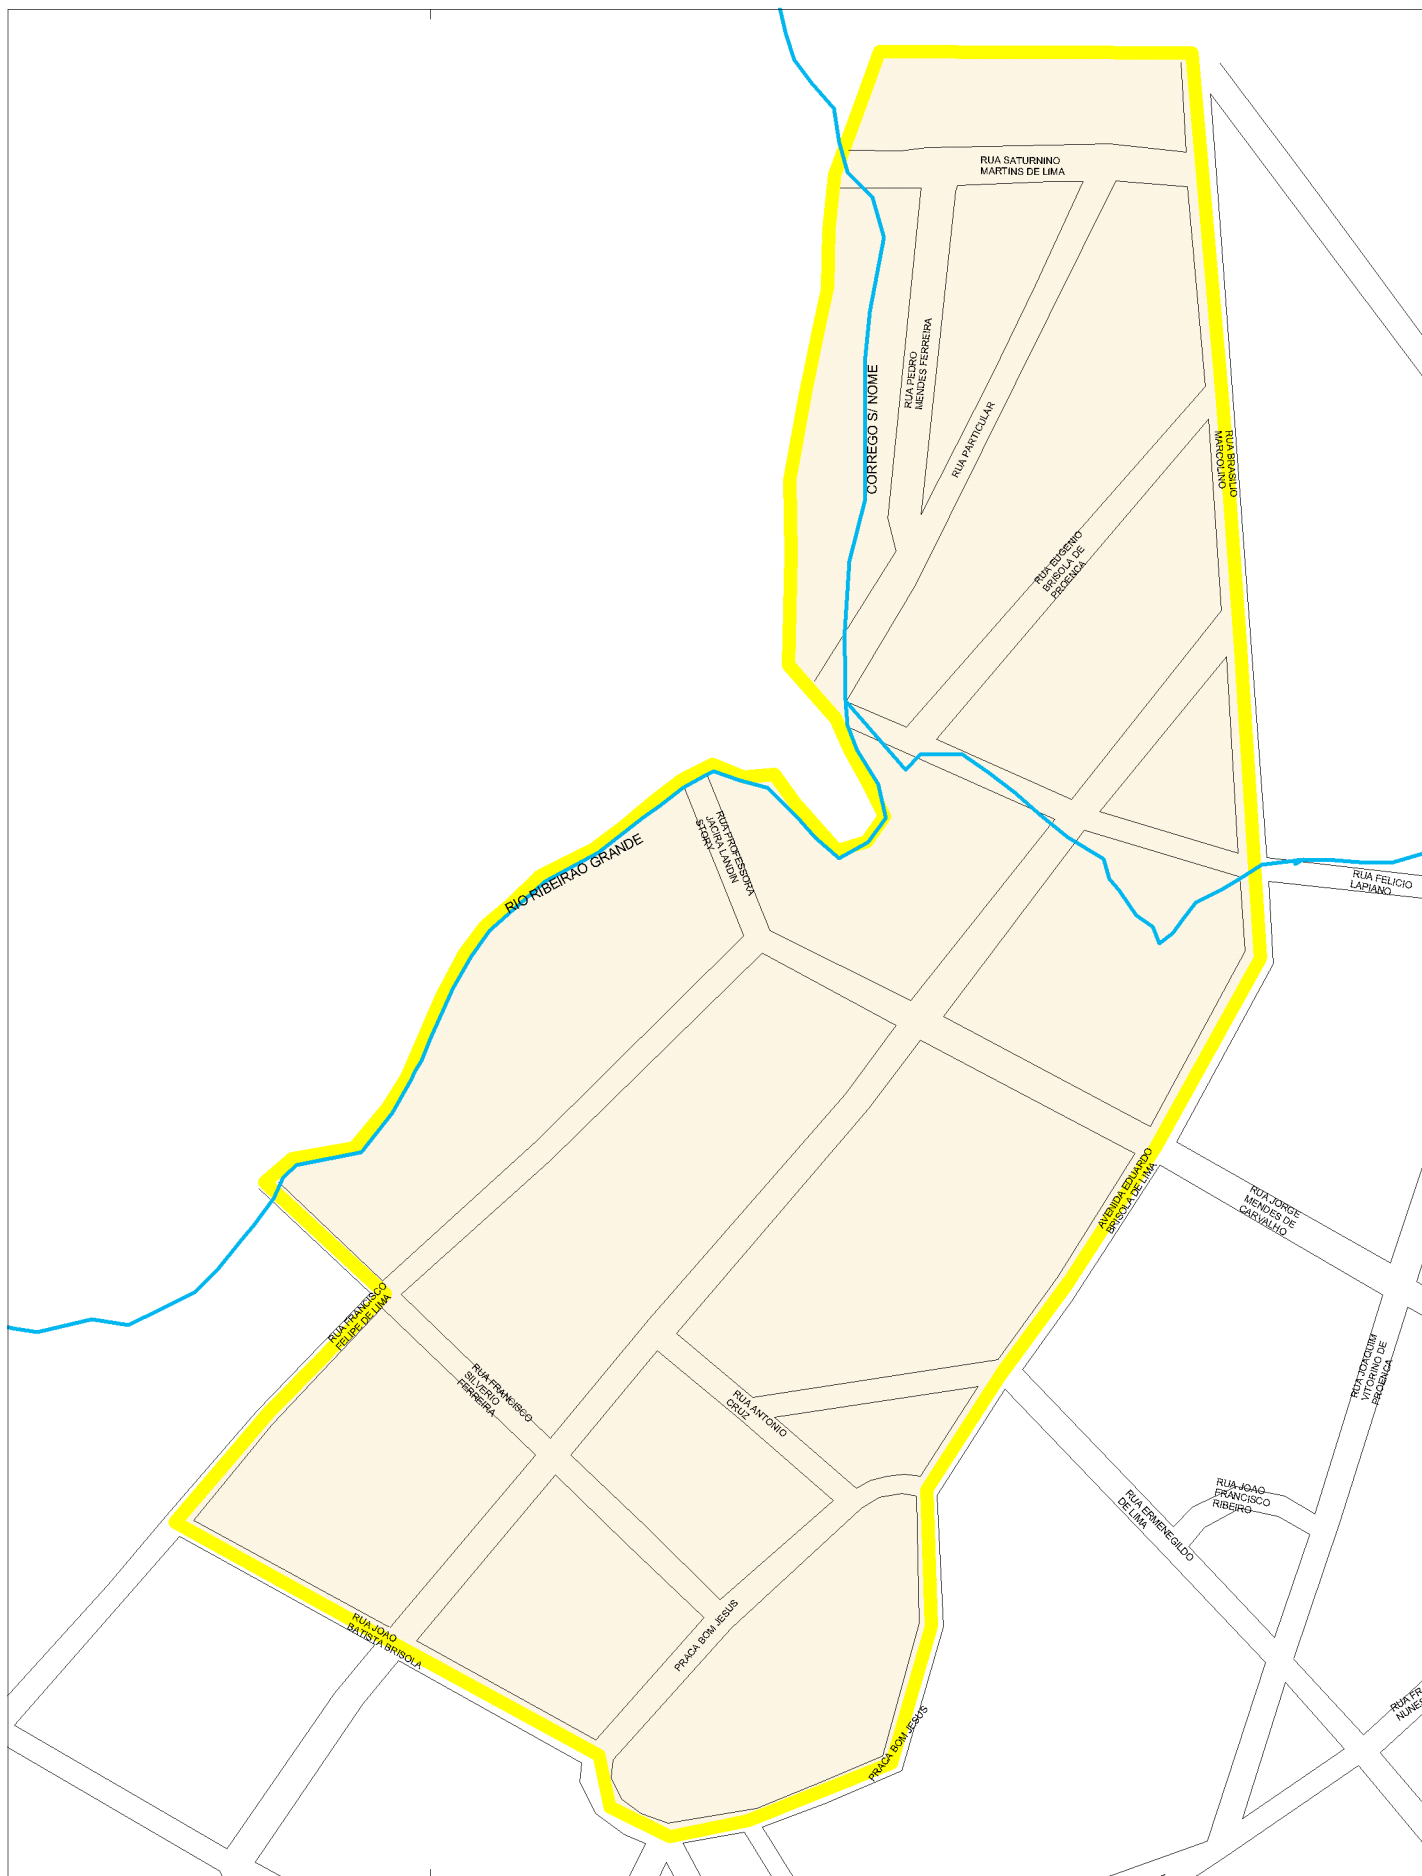 RUA SATURNINO
MARTINS DE LIMA
RUA PEDRO
MENDES FERREIRA
CORREGO S/ NOME
RUA PARTICULAR
RUA BRASILIO
MARCOLINO
RUA EUGENIO
BRISOLA DE
PROENCA
RUA PROFESSORA
JACIRA LANDIN
STORY
RIO RIBEIRAO GRANDE
RUA FELICIO
LAPIANO
AVENIDA EDUARDO
BRISOLA DE LIMA
RUA JORGE
MENDES DE
CARVALHO
RUA FRANCISCO
FELIPE DE LIMA
RUA FRANCISCO
SILVERIO
FERREIRA
RUA ANTONIO
CRUZ
RUA JOAQUIM
VITORINO DE
PROENCA
RUA JOAO
FRANCISCO
RIBEIRO
RUA ERMENEGILDO
DE LIMA
RUA JOAO
BATISTA BRISOLA
PRACA BOM JESUS
PRACA BOM JESUS
RUA FR
NUNES